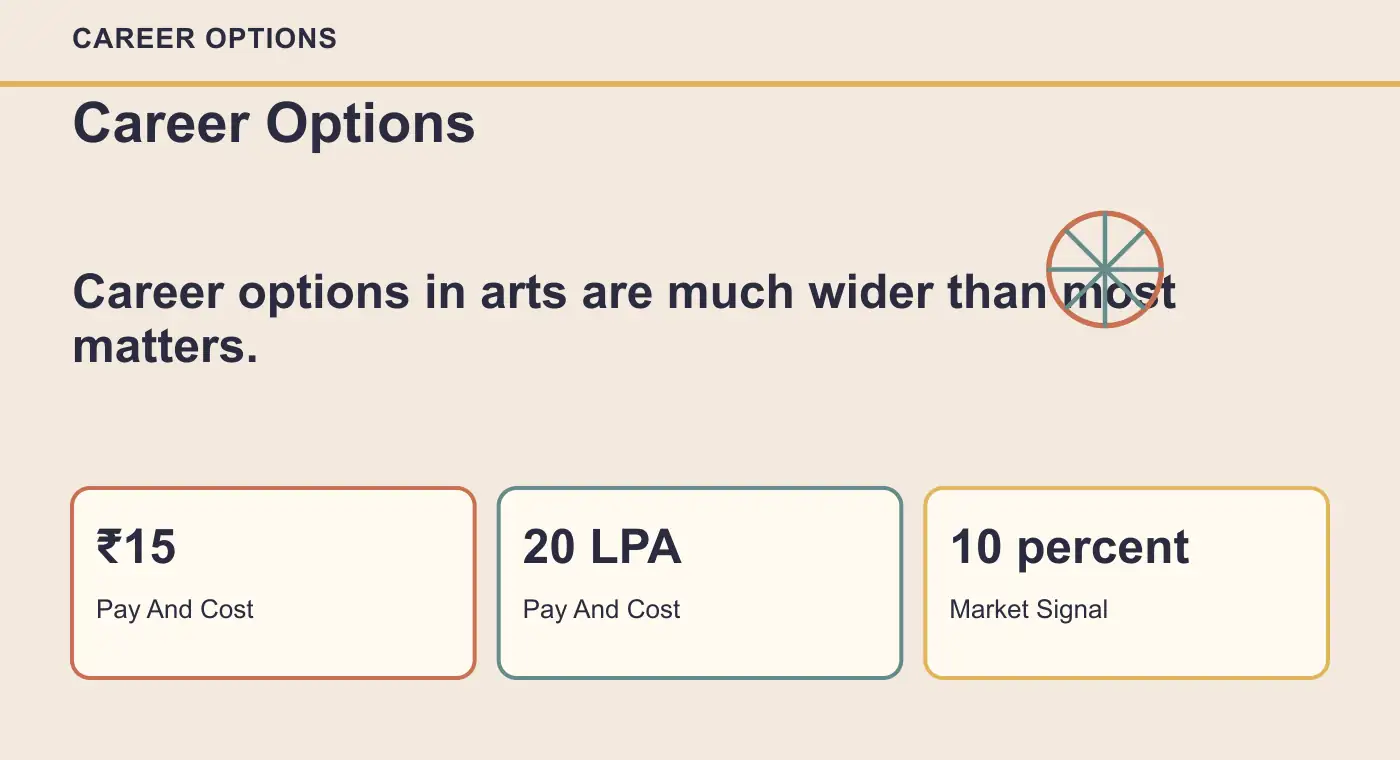 CAREER OPTIONS
Career Options
Career options in arts are much wider than most
matters.
₹15
Pay And Cost
20 LPA
Pay And Cost
10 percent
Market Signal